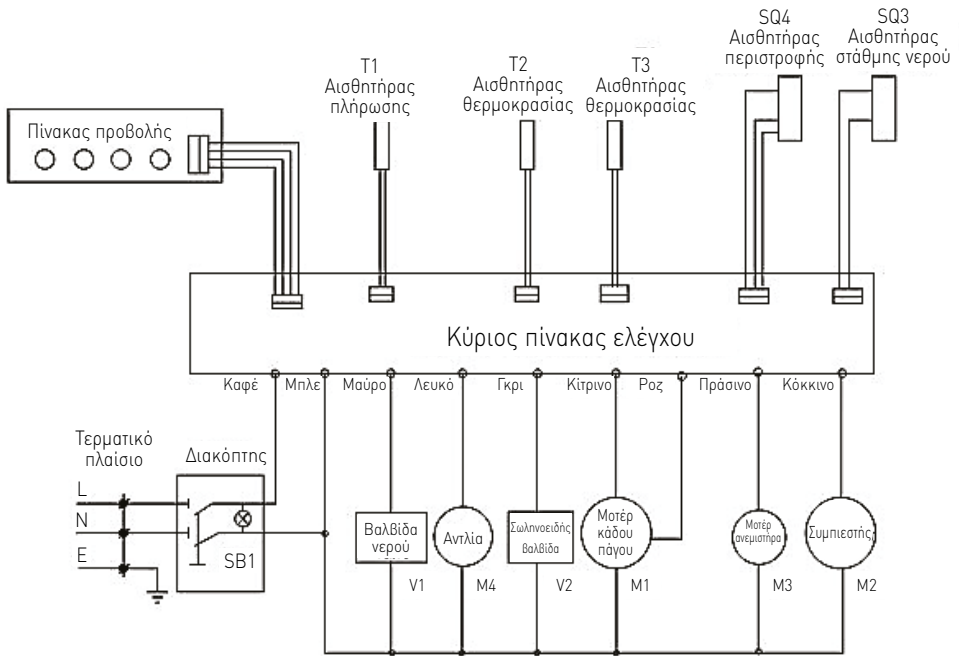 SQ4
Αισθητήρας
περιστροφής
SQ3
Αισθητήρας
στάθμης νερού
T1
Αισθητήρας
πλήρωσης
T2
Αισθητήρας
θερμοκρασίας
T3
Αισθητήρας
θερμοκρασίας
Πίνακας προβολής
Κύριος πίνακας ελέγχου
Καφέ
Μπλε
Μαύρο
Λευκό
Γκρι
Κίτρινο
Ροζ
Πράσινο
Κόκκινο
Τερματικό
πλαίσιο
Διακόπτης
L
N
E
SB1
Βαλβίδα
νερού
V1
Αντλία
M4
Σωληνοειδής
βαλβίδα
V2
Μοτέρ
κάδου
πάγου
M1
Μοτέρ
ανεμιστήρα
M3
Συμπιεστής
M2